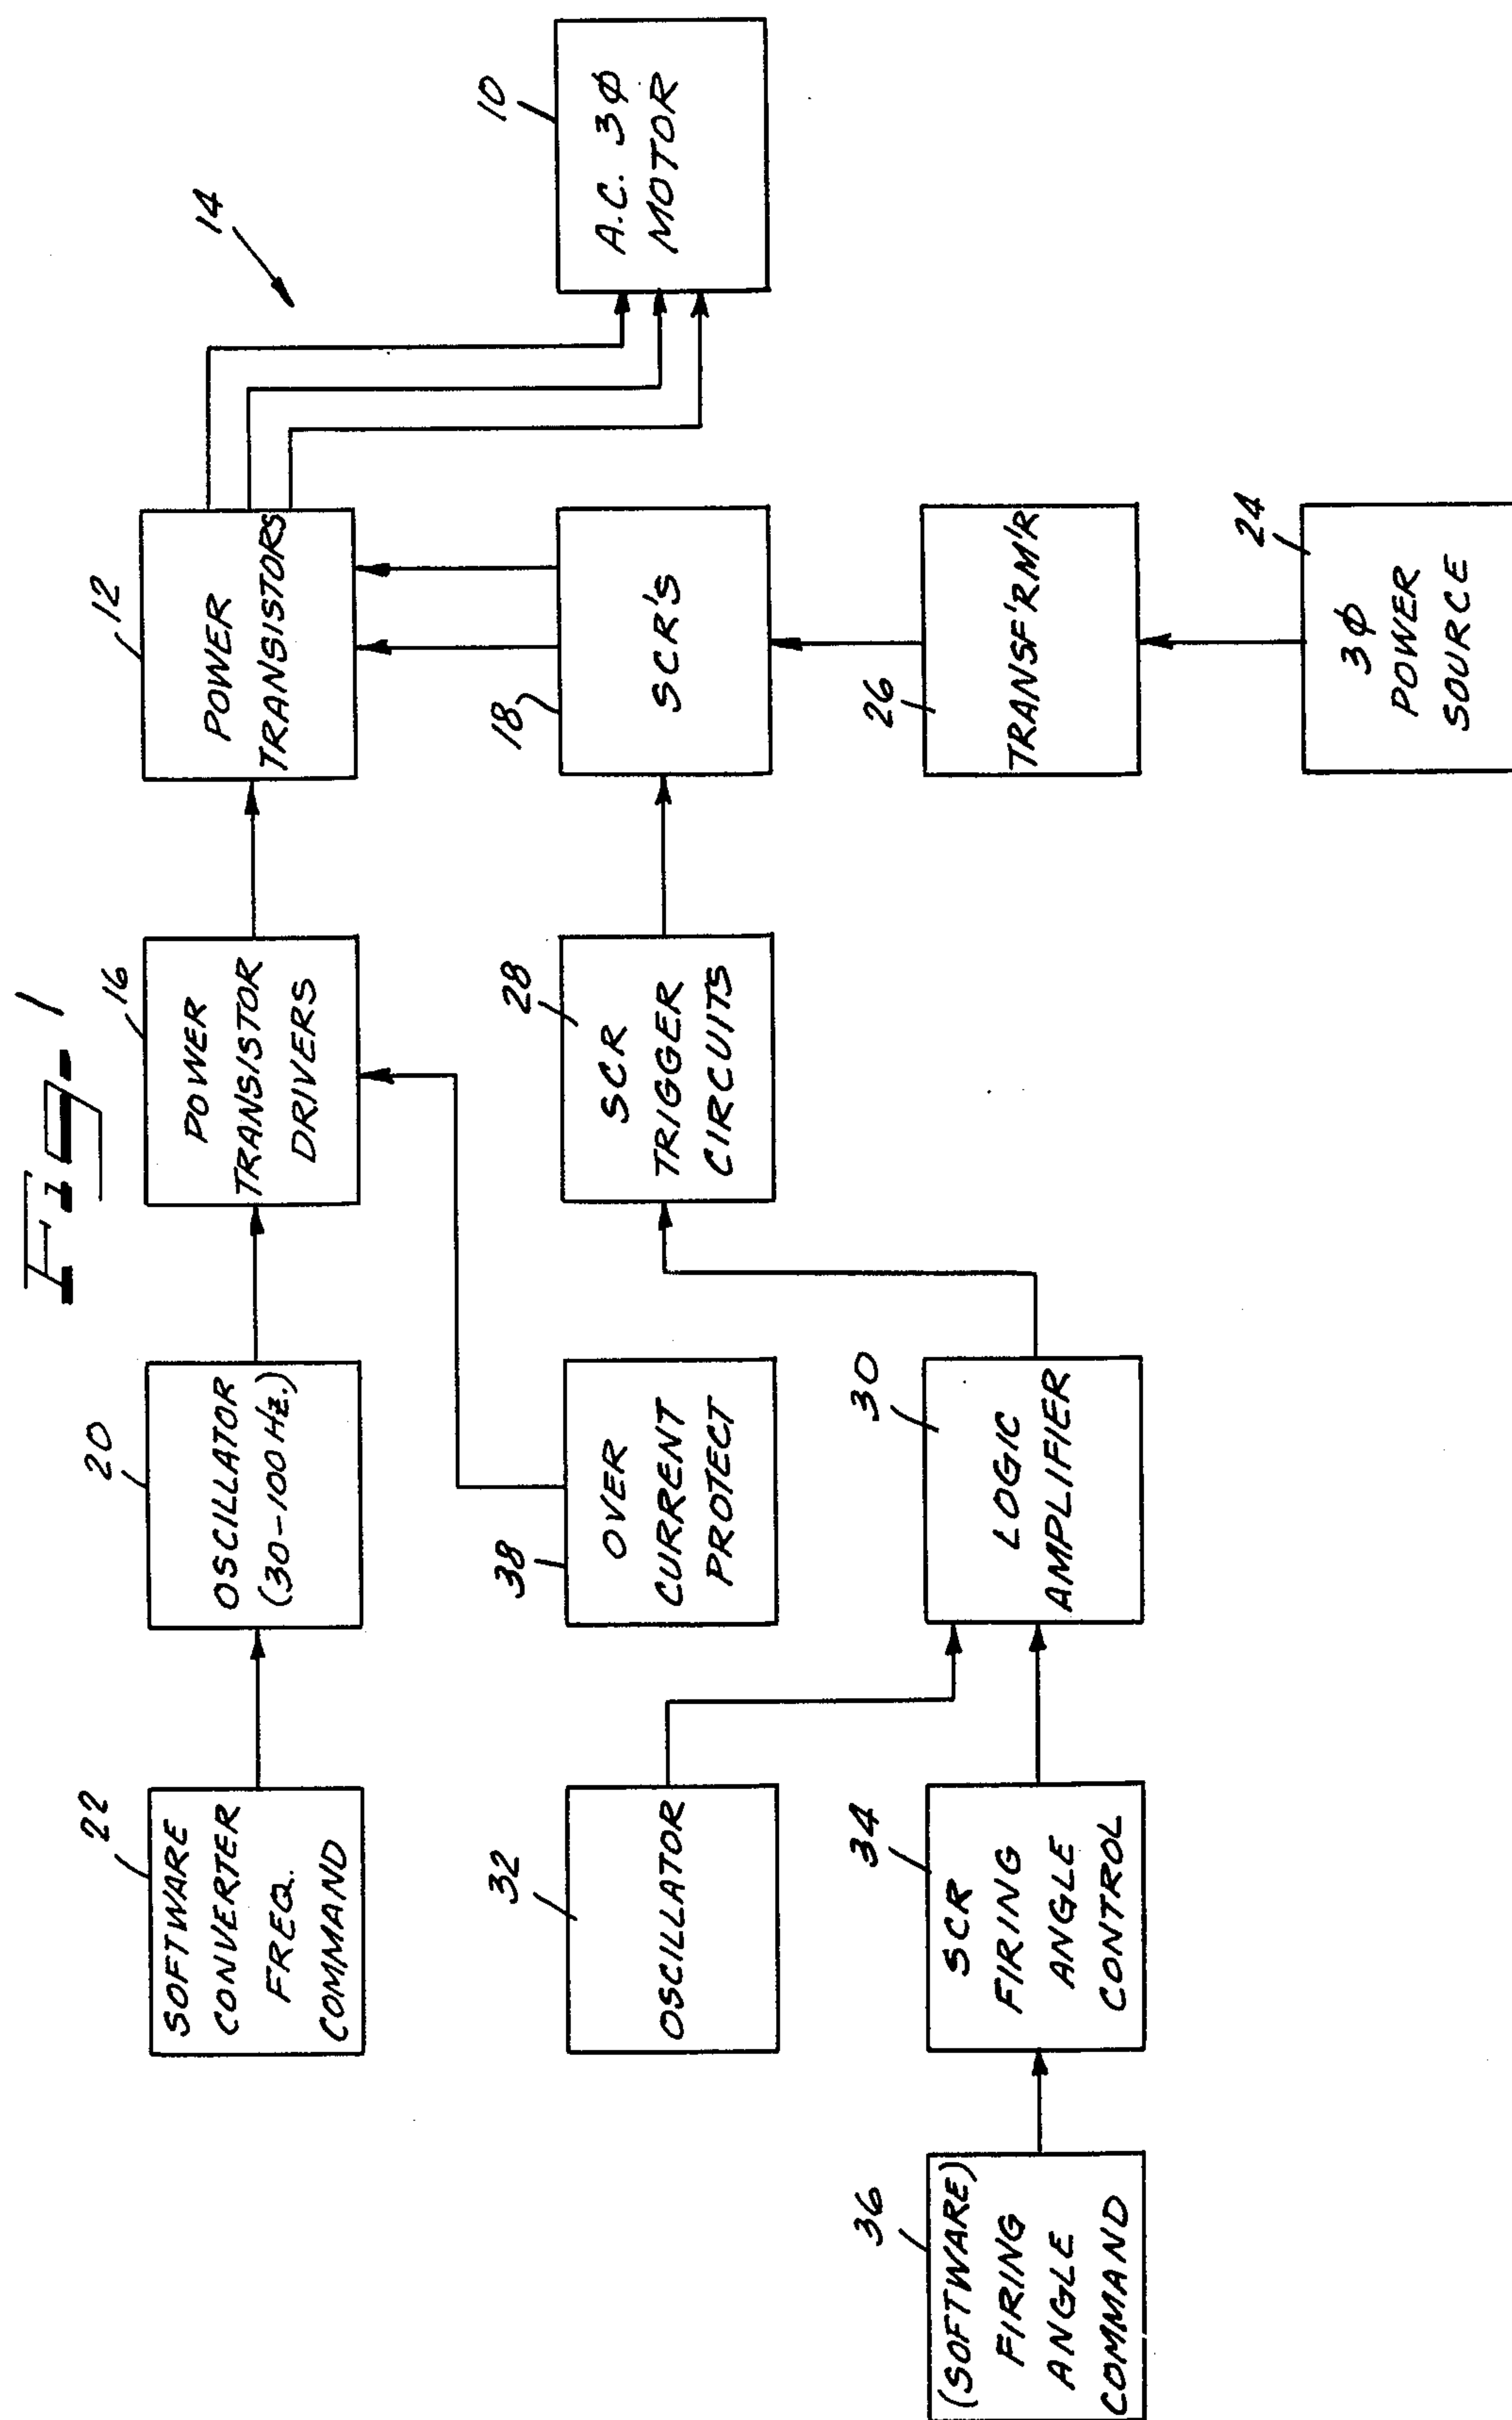 Fig-1
22
SOFTWARE
CONVERTER
FREQ.
COMMAND
20
OSCILLATOR
(30-100 Hz.)
16
POWER
TRANSISTOR
DRIVERS
12
POWER
TRANSISTORS
14
10
A.C. 3Ø
MOTOR
32
OSCILLATOR
38
OVER
CURRENT
PROTECT
28
SCR
TRIGGER
CIRCUITS
18
SCR'S
36
(SOFTWARE)
FIRING
ANGLE
COMMAND
34
SCR
FIRING
ANGLE
CONTROL
30
LOGIC
AMPLIFIER
26
TRANSF'RM'R
24
3Ø
POWER
SOURCE